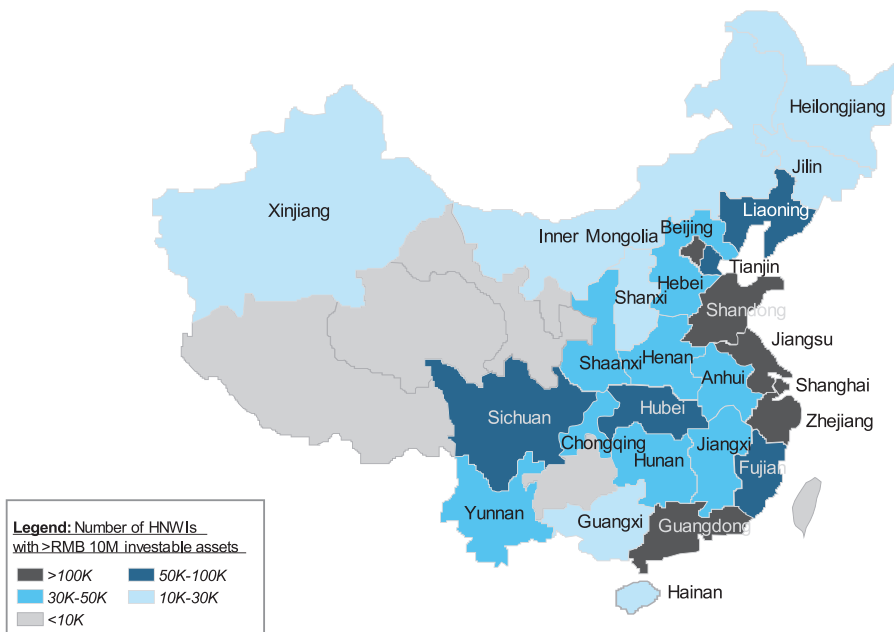 Heilongjiang
Jilin
Xinjiang
Liaoning
Inner Mongolia
Beijing
Tianjin
Hebei
Shanxi
Shandong
Jiangsu
Shaanxi
Henan
Anhui
Shanghai
Sichuan
Hubei
Zhejiang
Chongqing
Jiangxi
Hunan
Fujian
Yunnan
Guangxi
Guangdong
Hainan
Legend: Number of HNWIs
with >RMB 10M investable assets
>100K
50K-100K
30K-50K
10K-30K
<10K